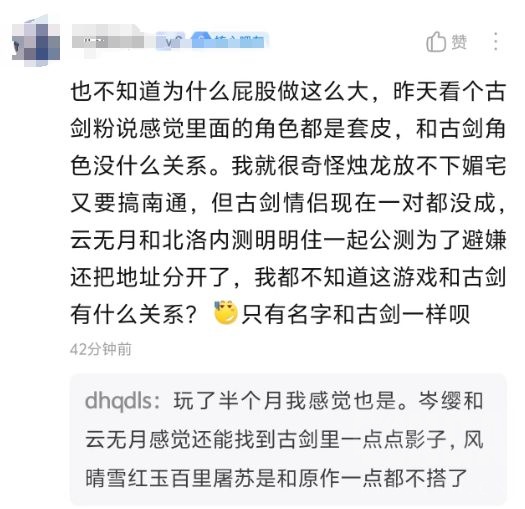 赞
也不知道为什么屁股做这么大，昨天看个古
剑粉说感觉里面的角色都是套皮，和古剑角
色没什么关系。我就很奇怪烛龙放不下媚宅
又要搞南通，但古剑情侣现在一对都没成，
云无月和北洛内测明明住一起公测为了避嫌
还把地址分开了，我都不知道这游戏和古剑
有什么关系？只有名字和古剑一样呗
42分钟前
dhqdls：玩了半个月我感觉也是。岑缨和
云无月感觉还能找到古剑里一点点影子，风
晴雪红玉百里屠苏是和原作一点都不搭了